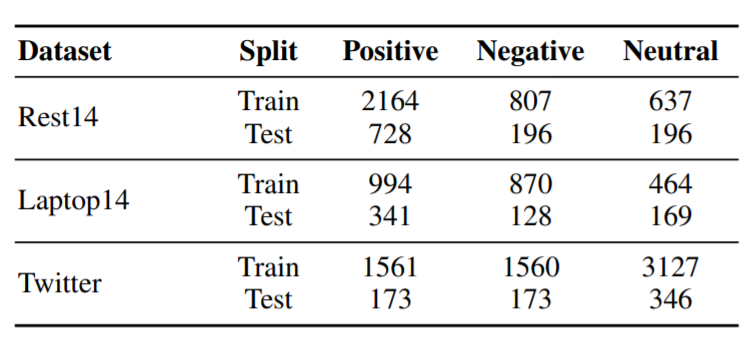 Dataset Split Positive Negative Neutral
Rest14 Train 2164 807 637
Test 728 196 196
Laptop14 Train 994 870 464
Test 341 128 169
Twitter Train 1561 1560 3127
Test 173 173 346